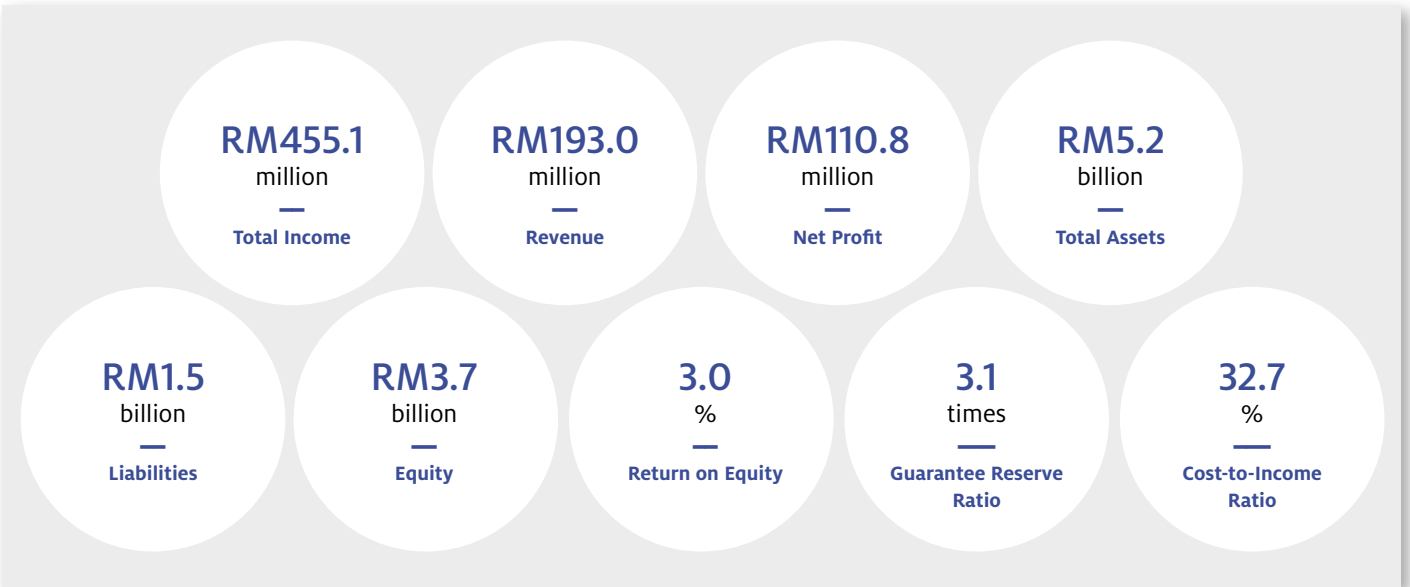 RM455.1
million
Total Income
RM193.0
million
Revenue
RM110.8
million
Net Profit
RM5.2
billion
Total Assets
RM1.5
billion
Liabilities
RM3.7
billion
Equity
3.0
%
Return on Equity
3.1
times
Guarantee Reserve
Ratio
32.7
%
Cost-to-Income
Ratio